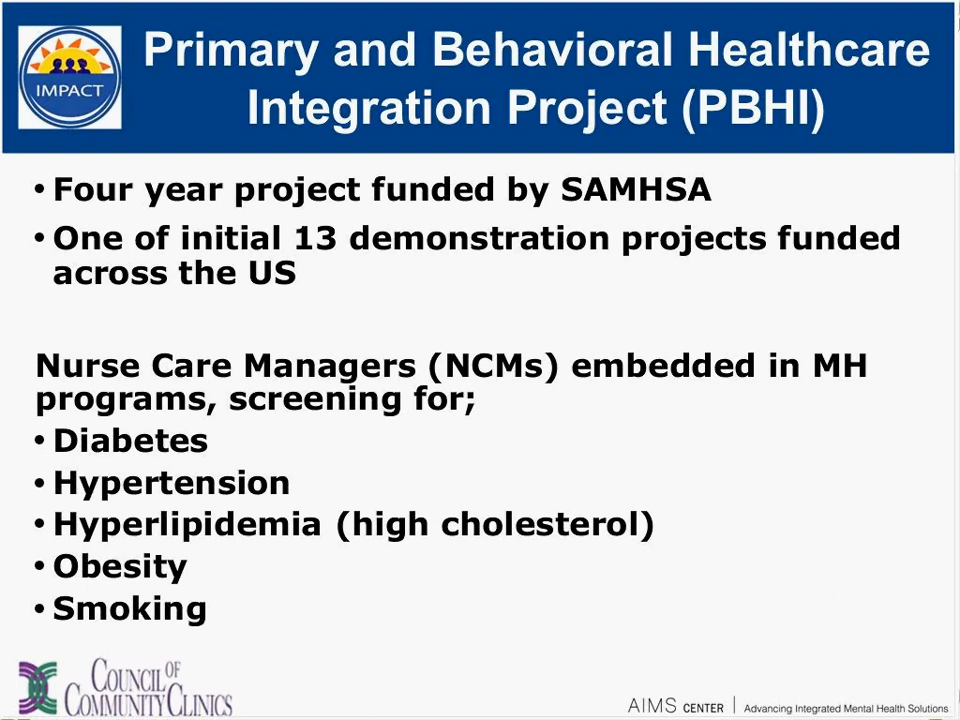 IMPACT
Primary and Behavioral Healthcare
Integration Project (PBHI)
• Four year project funded by SAMHSA
• One of initial 13 demonstration projects funded
across the US
Nurse Care Managers (NCMs) embedded in MH
programs, screening for;
• Diabetes
• Hypertension
• Hyperlipidemia (high cholesterol)
• Obesity
• Smoking
COUNCIL OF
COMMUNITY CLINICS
AIMS CENTER | Advancing Integrated Mental Health Solutions